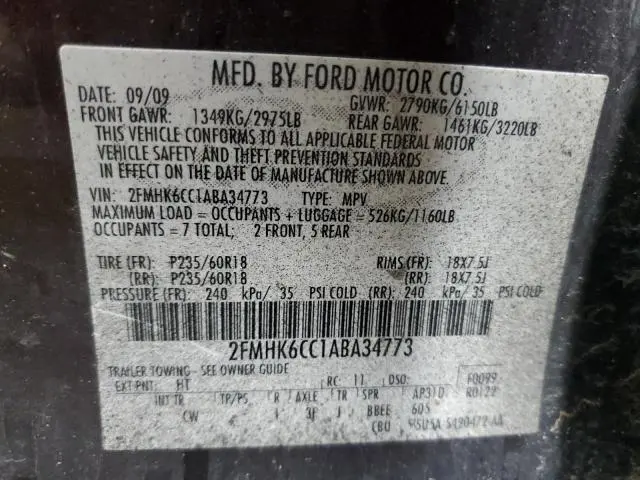 MFD. BY FORD MOTOR CO.
DATE: 09/09 GVWR: 2790KG/6150LB
FRONT GAWR: 1349KG/2975LB REAR GAWR: 1461KG/3220LB
THIS VEHICLE CONFORMS TO ALL APPLICABLE FEDERAL MOTOR
VEHICLE SAFETY AND THEFT PREVENTION STANDARDS
IN EFFECT ON THE DATE OF MANUFACTURE SHOWN ABOVE.
VIN: 2FMHK6CC1ABA34773 TYPE: MPV
MAXIMUM LOAD = OCCUPANTS + LUGGAGE = 526KG/1160LB
OCCUPANTS = 7 TOTAL; 2 FRONT, 5 REAR
TIRE (FR): P235/60R18 RIMS (FR): 18X7.5J
(RR): P235/60R18 (RR): 18X7.5J
PRESSURE (FR): 240 kPa/ 35 PSI COLD (RR): 240 kPa/ 35 PSI COLD
2FMHK6CC1ABA34773
TRAILER TOWING - SEE OWNER GUIDE
EXT PNT: HT RC: 11 DSO: F0099
INT TR TP/PS R AXLE TR SPR AP31D R0122
CW 4 3F J BBEE 605
CBU